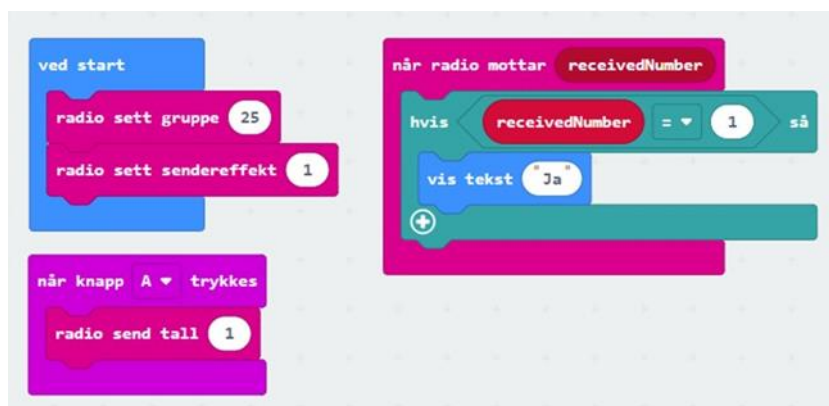 ved start
radio sett gruppe 25
radio sett sendereffekt 1
når knapp A trykkes
radio send tall 1
når radio mottar receivedNumber
hvis receivedNumber = 1 så
vis tekst "Ja"